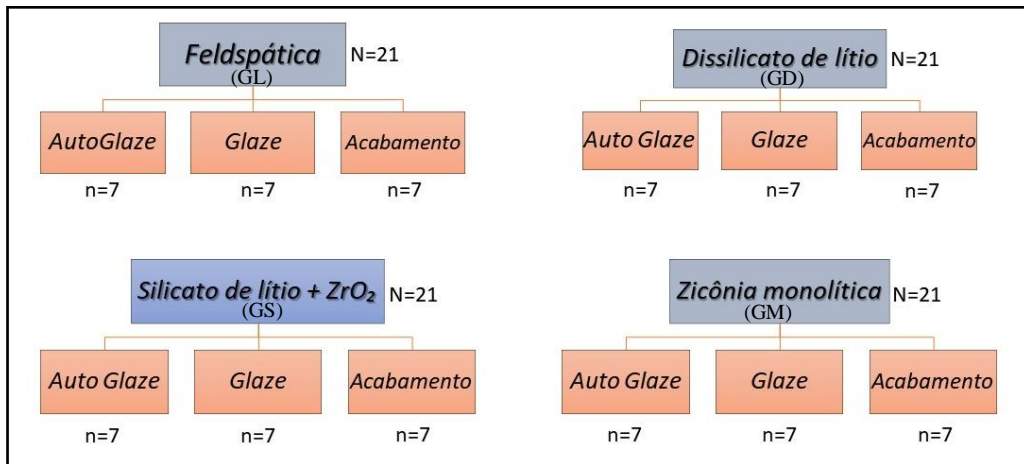 Feldspática N=21
(GL)
AutoGlaze Glaze Acabamento
n=7 n=7 n=7
Dissilicato de lítio N=21
(GD)
Auto Glaze Glaze Acabamento
n=7 n=7 n=7
Silicato de lítio + ZrO₂ N=21
(GS)
Auto Glaze Glaze Acabamento
n=7 n=7 n=7
Zicônia monolítica N=21
(GM)
Auto Glaze Glaze Acabamento
n=7 n=7 n=7